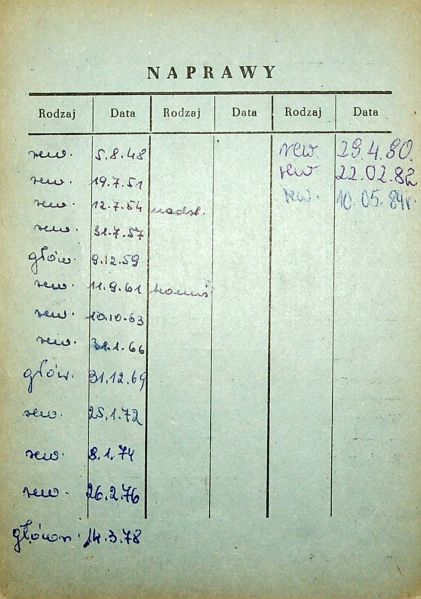 NAPRAWY
Rodzaj Data Rodzaj Data Rodzaj Data
rew. 5.8.48 rew. 29.4.80.
rew. 19.7.51 rew 22.02.82
rew. 12.7.54 nadzw. rew. 10.05.84r.
rew. 31.7.57
głów. 9.12.59
rew. 11.9.61
rew. 10.10.63
rew. 31.1.66
głów. 31.12.69
rew. 25.1.72
rew. 8.1.74
rew. 26.2.76
główn. 14.3.78